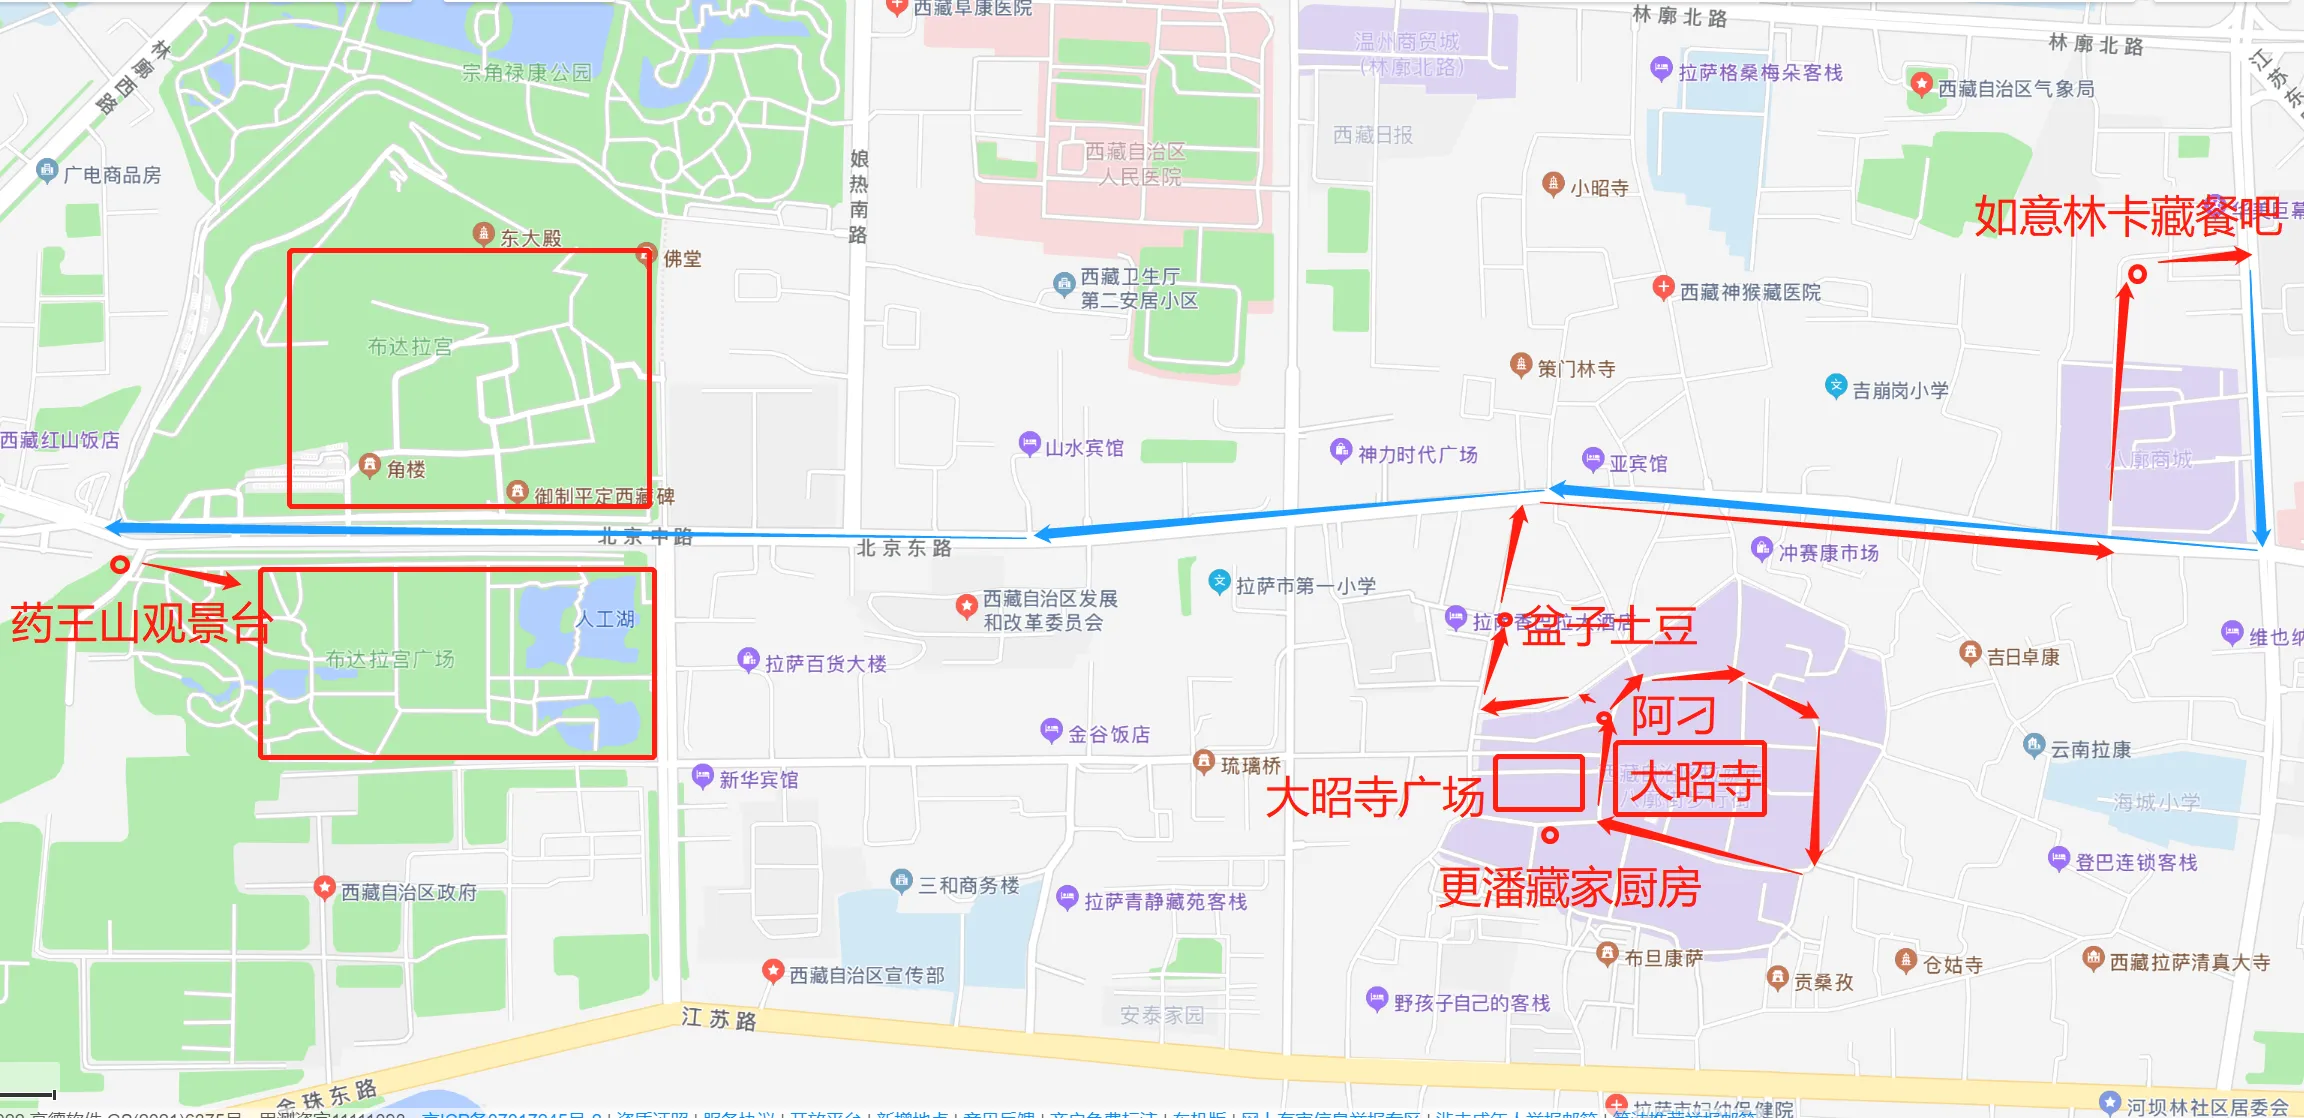 西藏阜康医院
林廓北路
林廓北路
林廓西路
宗角禄康公园
温州商贸城
(林廓北路)
拉萨格桑梅朵客栈
西藏自治区气象局
江苏东
西藏日报
西藏自治区
人民医院
娘热南路
广电商品房
小昭寺
如意林卡藏餐吧
东大殿
佛堂
西藏卫生厅
第二安居小区
西藏神猴藏医院
布达拉宫
策门林寺
吉崩岗小学
西藏红山饭店
山水宾馆
神力时代广场
亚宾馆
八廓商城
角楼
御制平定西藏碑
北京中路
北京东路
冲赛康市场
拉萨市第一小学
西藏自治区发展
和改革委员会
药王山观景台
人工湖
盆子土豆
维也纳
布达拉宫广场
拉萨百货大楼
吉日卓康
阿刁
金谷饭店
云南拉康
琉璃桥
新华宾馆
大昭寺广场
大昭寺
海城小学
登巴连锁客栈
更潘藏家厨房
三和商务楼
西藏自治区政府
拉萨青静藏苑客栈
布旦康萨
仓姑寺
西藏拉萨清真大寺
西藏自治区宣传部
贡桑孜
野孩子自己的客栈
安泰家园
江苏路
金珠东路
拉萨市妇幼保健院
河坝林社区居委会